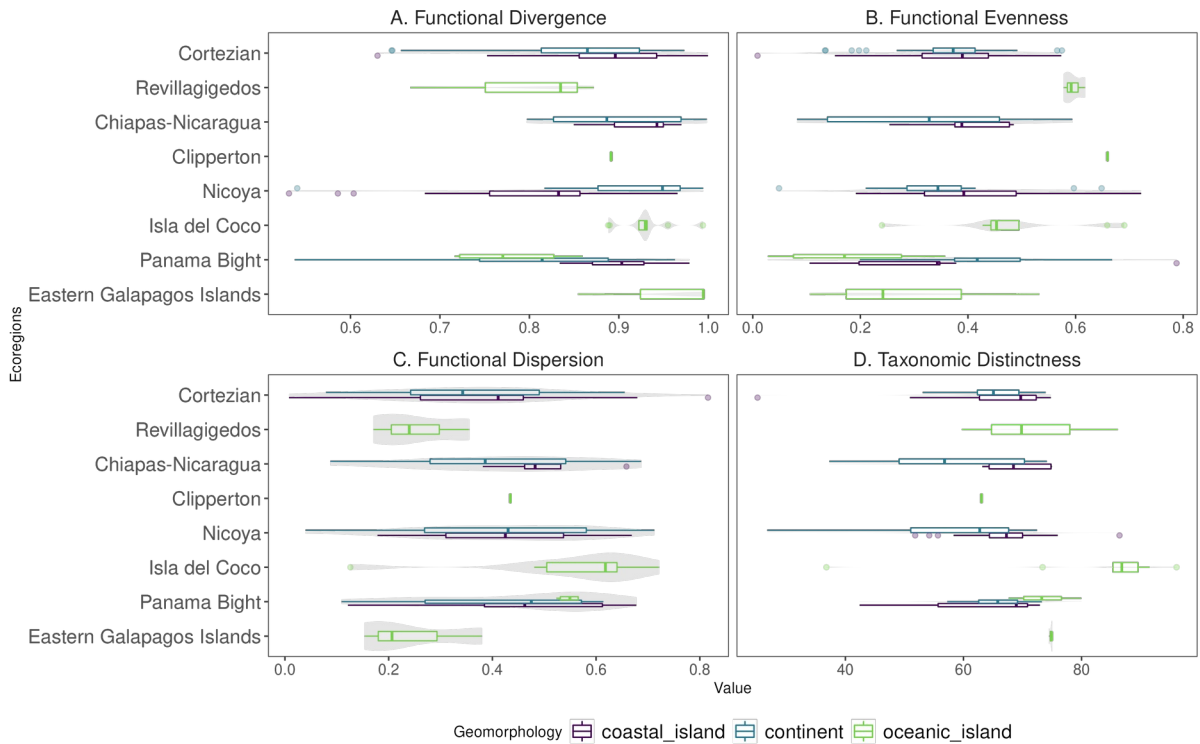 A. Functional Divergence
B. Functional Evenness
Cortezian
Revillagigedos
Chiapas-Nicaragua
Clipperton
Nicoya
Isla del Coco
Panama Bight
Eastern Galapagos Islands
0.6 0.7 0.8 0.9 1.0
0.0 0.2 0.4 0.6 0.8
Ecoregions
C. Functional Dispersion
D. Taxonomic Distinctness
Cortezian
Revillagigedos
Chiapas-Nicaragua
Clipperton
Nicoya
Isla del Coco
Panama Bight
Eastern Galapagos Islands
0.0 0.2 0.4 0.6 0.8
40 60 80
Value
Geomorphology coastal_island continent oceanic_island